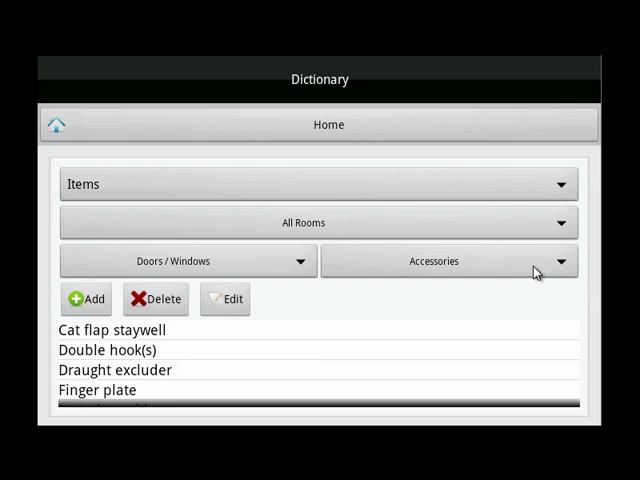 Dictionary
Home
Items
All Rooms
Doors / Windows Accessories
Add Delete Edit
Cat flap staywell
Double hook(s)
Draught excluder
Finger plate